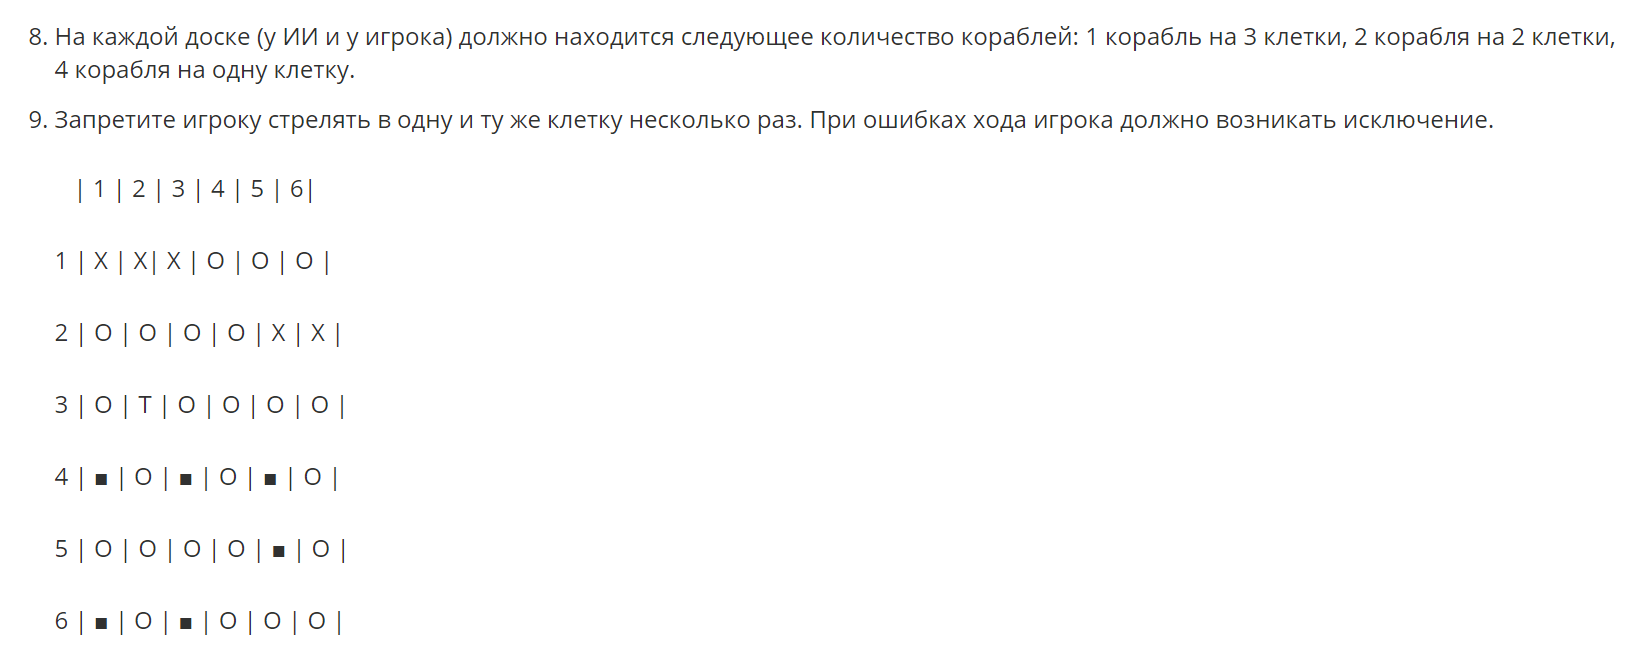 8. На каждой доске (у ИИ и у игрока) должно находится следующее количество кораблей: 1 корабль на 3 клетки, 2 корабля на 2 клетки,
4 корабля на одну клетку.
9. Запретите игроку стрелять в одну и ту же клетку несколько раз. При ошибках хода игрока должно возникать исключение.
| 1 | 2 | 3 | 4 | 5 | 6|
1 | X | X| X | O | O | O |
2 | O | O | O | O | X | X |
3 | O | T | O | O | O | O |
4 | ■ | O | ■ | O | ■ | O |
5 | O | O | O | O | ■ | O |
6 | ■ | O | ■ | O | O | O |